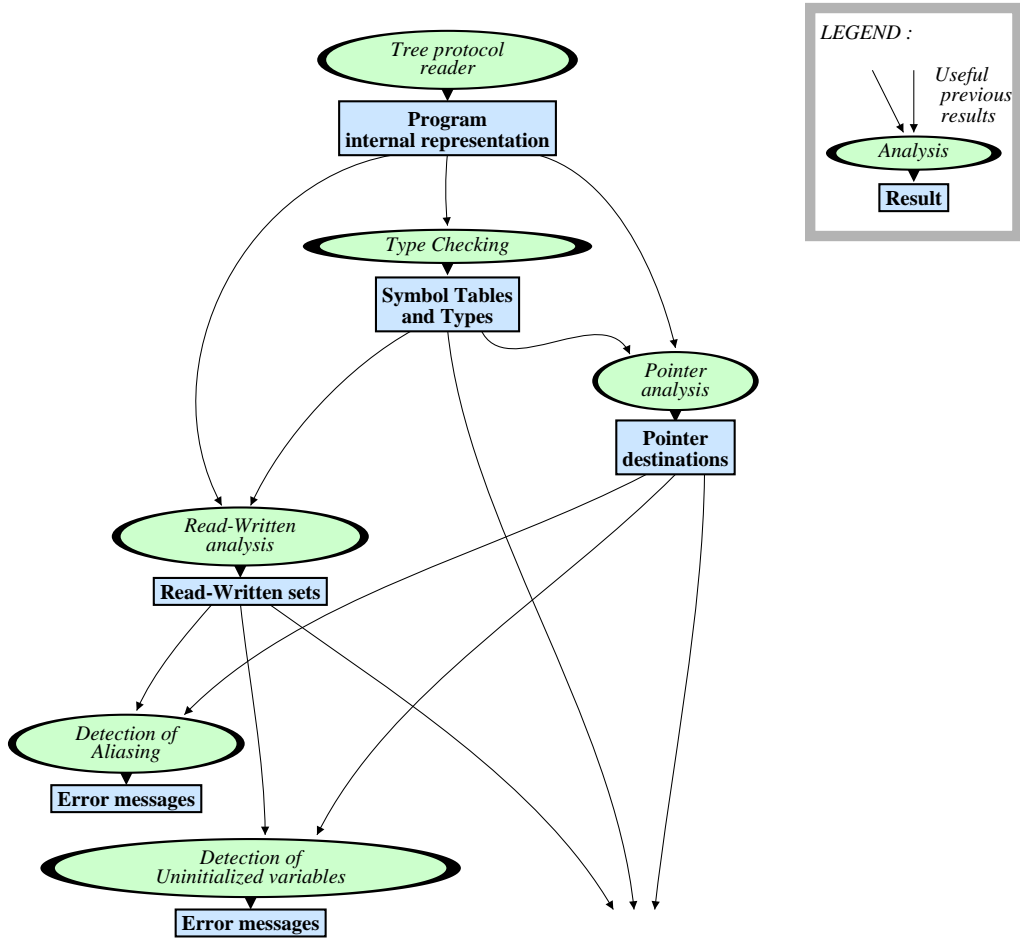 Tree protocol
reader
Program
internal representation
Type Checking
Symbol Tables
and Types
Pointer
analysis
Pointer
destinations
Read-Written
analysis
Read-Written sets
Detection of
Aliasing
Error messages
Detection of
Uninitialized variables
Error messages
LEGEND :
Useful
previous
results
Analysis
Result